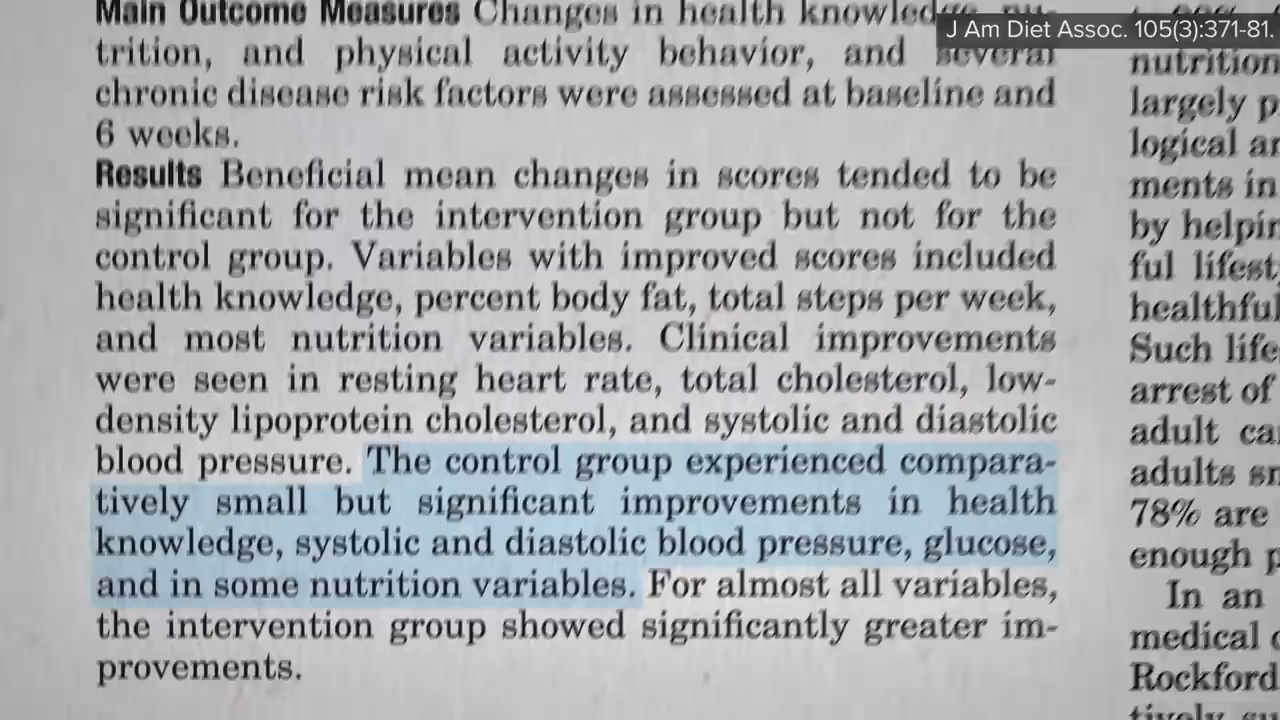 J Am Diet Assoc. 105(3):371-81.
Main Outcome Measures Changes in health knowledge, nu-
trition, and physical activity behavior, and several
chronic disease risk factors were assessed at baseline and
6 weeks.
Results Beneficial mean changes in scores tended to be
significant for the intervention group but not for the
control group. Variables with improved scores included
health knowledge, percent body fat, total steps per week,
and most nutrition variables. Clinical improvements
were seen in resting heart rate, total cholesterol, low-
density lipoprotein cholesterol, and systolic and diastolic
blood pressure. The control group experienced compara-
tively small but significant improvements in health
knowledge, systolic and diastolic blood pressure, glucose,
and in some nutrition variables. For almost all variables,
the intervention group showed significantly greater im-
provements.
nutrition
largely p
logical an
ments in
by helpin
ful lifest
healthful
Such life
arrest of
adult ca
adults sn
78% are
enough p
In an
medical c
Rockford
tively su